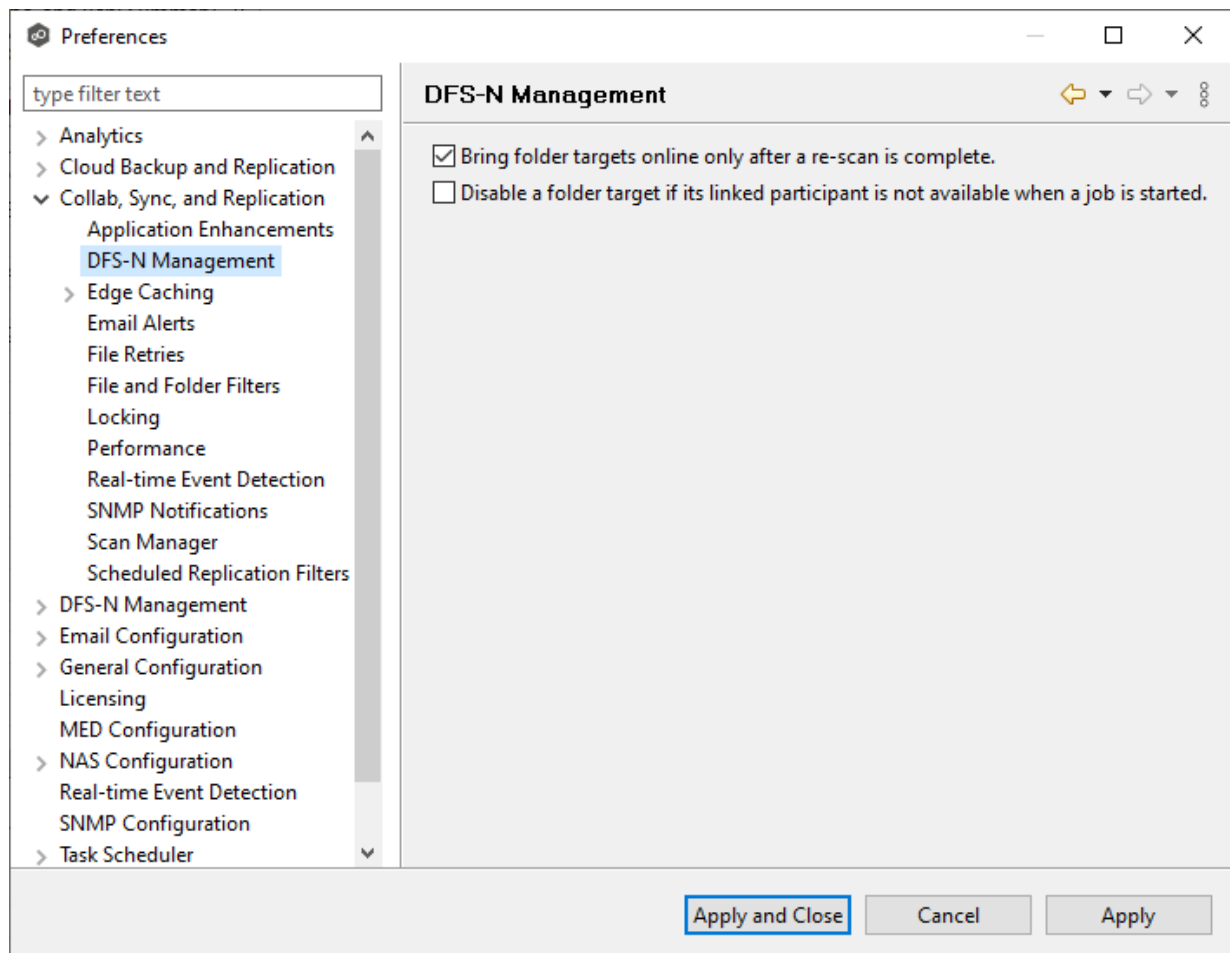 Preferences
type filter text
Analytics
Cloud Backup and Replication
Collab, Sync, and Replication
Application Enhancements
DFS-N Management
Edge Caching
Email Alerts
File Retries
File and Folder Filters
Locking
Performance
Real-time Event Detection
SNMP Notifications
Scan Manager
Scheduled Replication Filters
DFS-N Management
Email Configuration
General Configuration
Licensing
MED Configuration
NAS Configuration
Real-time Event Detection
SNMP Configuration
Task Scheduler
DFS-N Management
Bring folder targets online only after a re-scan is complete.
Disable a folder target if its linked participant is not available when a job is started.
Apply and Close
Cancel
Apply